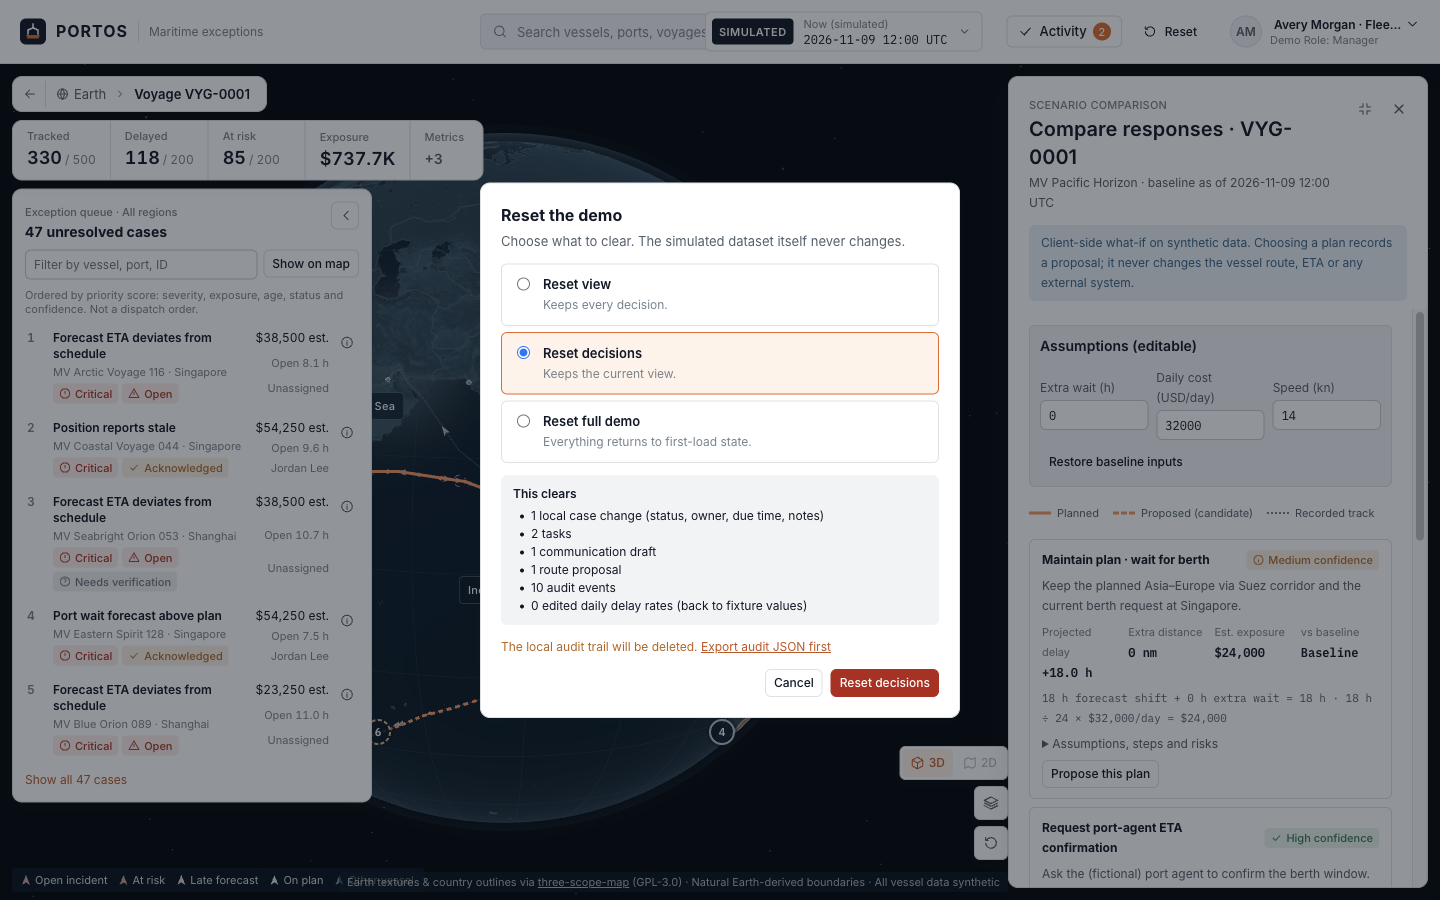 PORTOS
Maritime exceptions
Search vessels, ports, voyages
SIMULATED
Now (simulated)
2026-11-09 12:00 UTC
Activity 2
Reset
AM
Avery Morgan · Flee...
Demo Role: Manager
Earth
Voyage VYG-0001
Tracked
330 / 500
Delayed
118 / 200
At risk
85 / 200
Exposure
$737.7K
Metrics
+3
Exception queue · All regions
47 unresolved cases
Filter by vessel, port, ID
Show on map
Ordered by priority score: severity, exposure, age, status and
confidence. Not a dispatch order.
1
Forecast ETA deviates from
schedule
MV Arctic Voyage 116 · Singapore
Critical
Open
$38,500 est.
Open 8.1 h
Unassigned
2
Position reports stale
MV Coastal Voyage 044 · Singapore
Critical
Acknowledged
$54,250 est.
Open 9.6 h
Jordan Lee
3
Forecast ETA deviates from
schedule
MV Seabright Orion 053 · Shanghai
Critical
Open
Needs verification
$38,500 est.
Open 10.7 h
Unassigned
4
Port wait forecast above plan
MV Eastern Spirit 128 · Singapore
Critical
Acknowledged
$54,250 est.
Open 7.5 h
Jordan Lee
5
Forecast ETA deviates from
schedule
MV Blue Orion 089 · Shanghai
Critical
Open
$23,250 est.
Open 11.0 h
Unassigned
Show all 47 cases
Sea
6
4
Reset the demo
Choose what to clear. The simulated dataset itself never changes.
Reset view
Keeps every decision.
Reset decisions
Keeps the current view.
Reset full demo
Everything returns to first-load state.
This clears
• 1 local case change (status, owner, due time, notes)
• 2 tasks
• 1 communication draft
• 1 route proposal
• 10 audit events
• 0 edited daily delay rates (back to fixture values)
The local audit trail will be deleted. Export audit JSON first
Cancel
Reset decisions
3D
2D
SCENARIO COMPARISON
Compare responses · VYG-
0001
MV Pacific Horizon · baseline as of 2026-11-09 12:00
UTC
Client-side what-if on synthetic data. Choosing a plan records
a proposal; it never changes the vessel route, ETA or any
external system.
Assumptions (editable)
Extra wait (h)
0
Daily cost
(USD/day)
32000
Speed (kn)
14
Restore baseline inputs
Planned
Proposed (candidate)
Recorded track
Maintain plan · wait for berth
Medium confidence
Keep the planned Asia–Europe via Suez corridor and the
current berth request at Singapore.
Projected
delay
+18.0 h
Extra distance
0 nm
Est. exposure
$24,000
vs baseline
Baseline
18 h forecast shift + 0 h extra wait = 18 h · 18 h
÷ 24 × $32,000/day = $24,000
Assumptions, steps and risks
Propose this plan
Request port-agent ETA
confirmation
High confidence
Ask the (fictional) port agent to confirm the berth window.
Open incident
At risk
Late forecast
On plan
Earth textures & country outlines via three-scope-map (GPL-3.0) · Natural Earth-derived boundaries · All vessel data synthetic